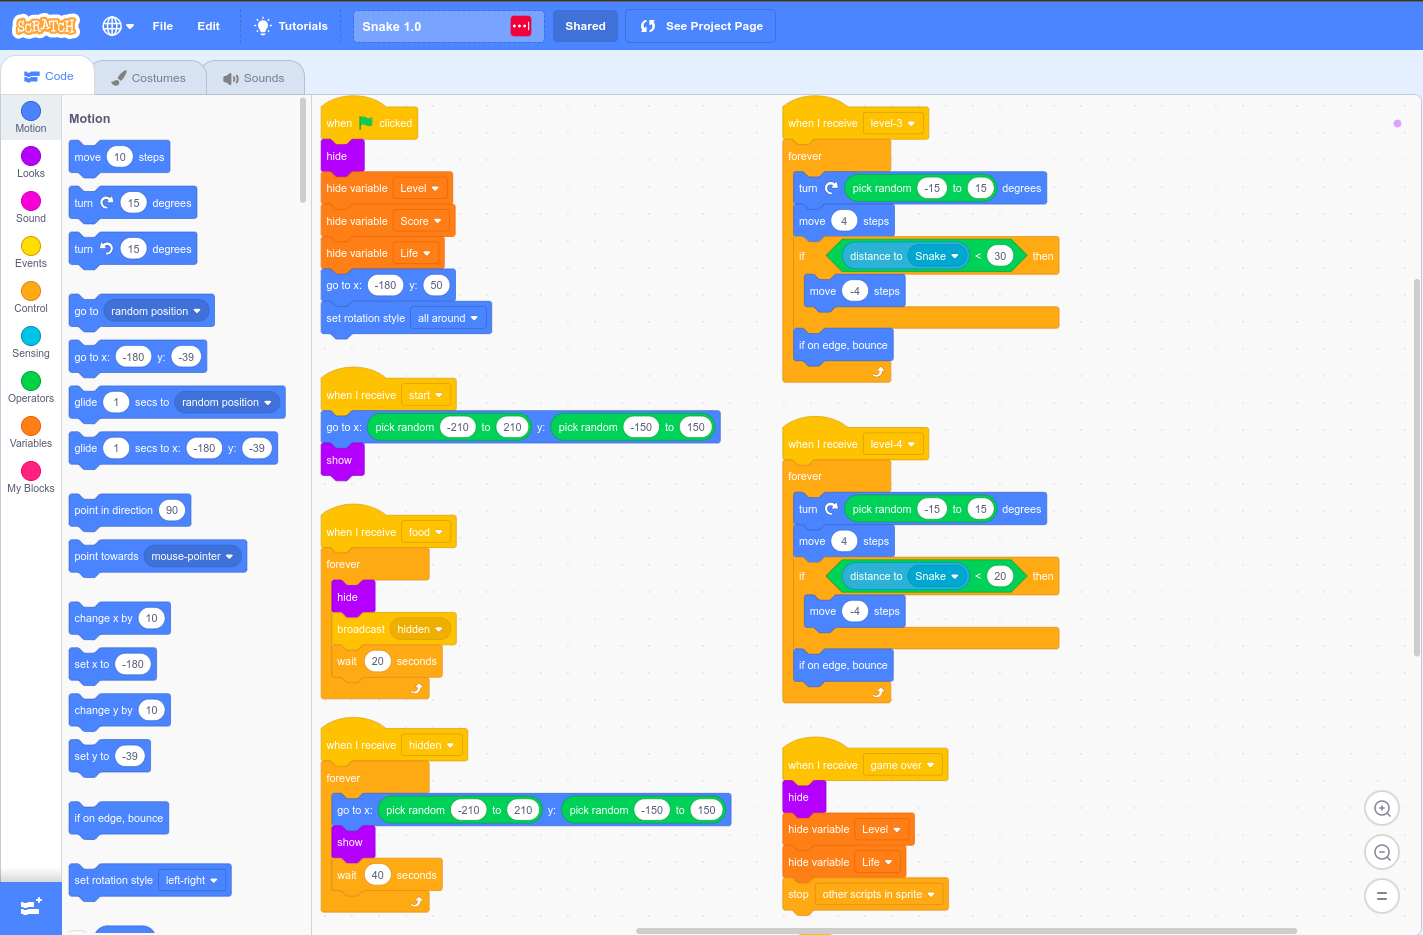 SCRATCH
File
Edit
Tutorials
Snake 1.0
Shared
See Project Page
Code
Costumes
Sounds
Motion
Looks
Sound
Events
Control
Sensing
Operators
Variables
My Blocks
Motion
move 10 steps
turn 15 degrees
turn 15 degrees
go to random position
go to x: -180 y: -39
glide 1 secs to random position
glide 1 secs to x: -180 y: -39
point in direction 90
point towards mouse-pointer
change x by 10
set x to -180
change y by 10
set y to -39
if on edge, bounce
set rotation style left-right
when clicked
hide
hide variable Level
hide variable Score
hide variable Life
go to x: -180 y: 50
set rotation style all around
when I receive start
go to x: pick random -210 to 210 y: pick random -150 to 150
show
when I receive food
forever
hide
broadcast hidden
wait 20 seconds
when I receive hidden
forever
go to x: pick random -210 to 210 y: pick random -150 to 150
show
wait 40 seconds
when I receive level-3
forever
turn pick random -15 to 15 degrees
move 4 steps
if distance to Snake < 30 then
move -4 steps
if on edge, bounce
when I receive level-4
forever
turn pick random -15 to 15 degrees
move 4 steps
if distance to Snake < 20 then
move -4 steps
if on edge, bounce
when I receive game over
hide
hide variable Level
hide variable Life
stop other scripts in sprite